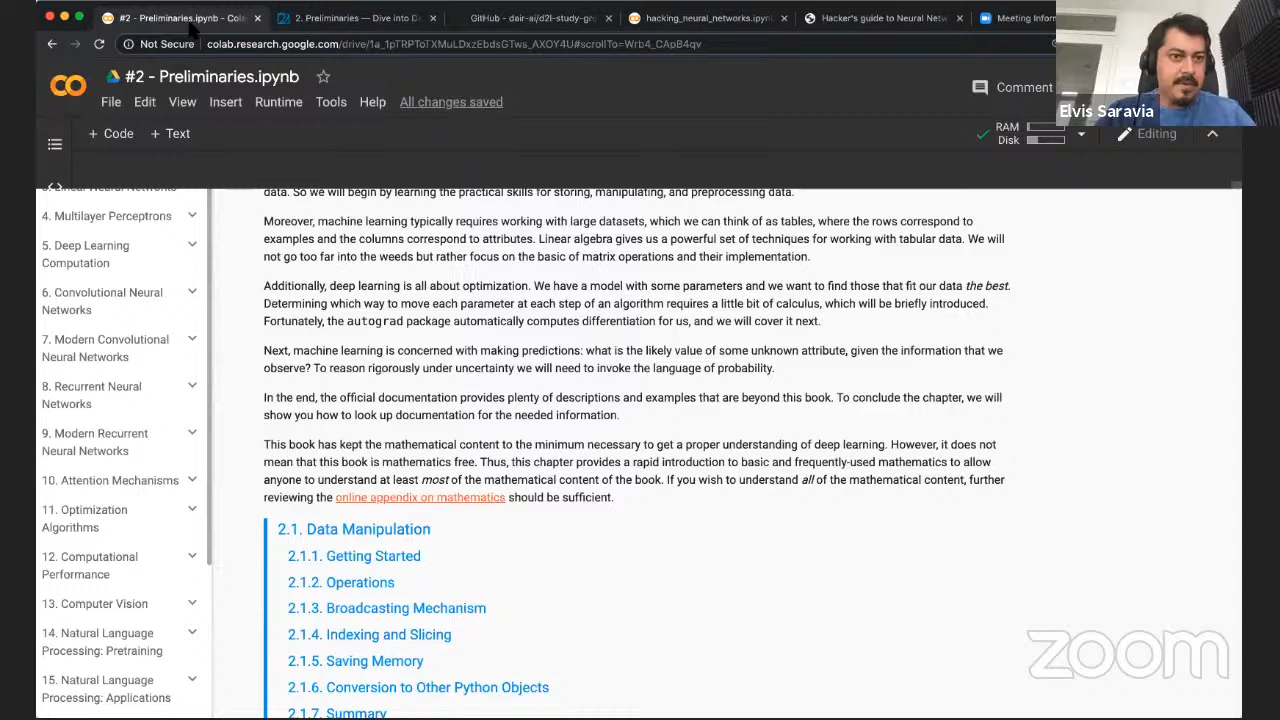 #2 - Preliminaries.ipynb - Cola
2. Preliminaries — Dive into D
GitHub - dair-ai/d2l-study-gro
hacking_neural_networks.ipynb
Hacker's guide to Neural Netw
Meeting Inform
Not Secure
colab.research.google.com/drive/1a_1pTRPToTXMuLDxzEbdsGTws_AXOY4U#scrollTo=Wrb4_CApB4qv
#2 - Preliminaries.ipynb
File Edit View Insert Runtime Tools Help All changes saved
Comment
Elvis Saravia
+ Code + Text
RAM
Disk
Editing
4. Multilayer Perceptrons
5. Deep Learning
Computation
6. Convolutional Neural
Networks
7. Modern Convolutional
Neural Networks
8. Recurrent Neural
Networks
9. Modern Recurrent
Neural Networks
10. Attention Mechanisms
11. Optimization
Algorithms
12. Computational
Performance
13. Computer Vision
14. Natural Language
Processing: Pretraining
15. Natural Language
Processing: Applications
data. So we will begin by learning the practical skills for storing, manipulating, and preprocessing data.
Moreover, machine learning typically requires working with large datasets, which we can think of as tables, where the rows correspond to
examples and the columns correspond to attributes. Linear algebra gives us a powerful set of techniques for working with tabular data. We will
not go too far into the weeds but rather focus on the basic of matrix operations and their implementation.
Additionally, deep learning is all about optimization. We have a model with some parameters and we want to find those that fit our data the best.
Determining which way to move each parameter at each step of an algorithm requires a little bit of calculus, which will be briefly introduced.
Fortunately, the autograd package automatically computes differentiation for us, and we will cover it next.
Next, machine learning is concerned with making predictions: what is the likely value of some unknown attribute, given the information that we
observe? To reason rigorously under uncertainty we will need to invoke the language of probability.
In the end, the official documentation provides plenty of descriptions and examples that are beyond this book. To conclude the chapter, we will
show you how to look up documentation for the needed information.
This book has kept the mathematical content to the minimum necessary to get a proper understanding of deep learning. However, it does not
mean that this book is mathematics free. Thus, this chapter provides a rapid introduction to basic and frequently-used mathematics to allow
anyone to understand at least most of the mathematical content of the book. If you wish to understand all of the mathematical content, further
reviewing the online appendix on mathematics should be sufficient.
2.1. Data Manipulation
2.1.1. Getting Started
2.1.2. Operations
2.1.3. Broadcasting Mechanism
2.1.4. Indexing and Slicing
2.1.5. Saving Memory
2.1.6. Conversion to Other Python Objects
2.1.7. Summary
zoom